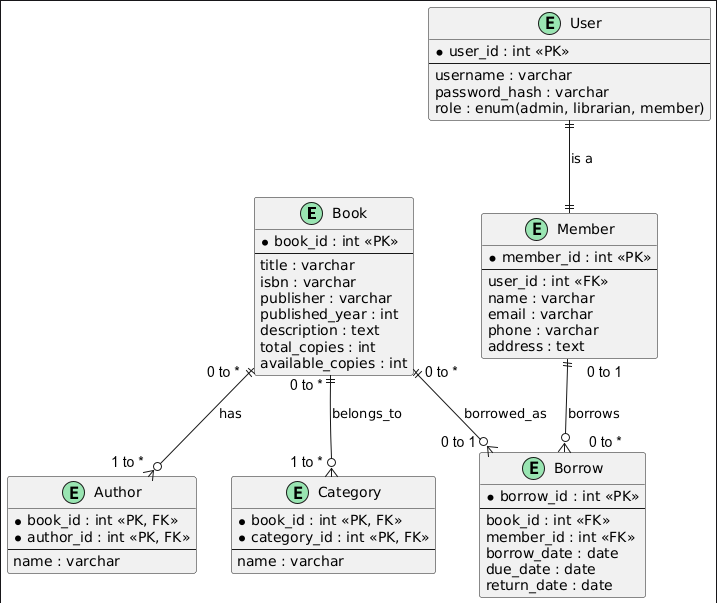 E User
* user_id : int «PK»
username : varchar
password_hash : varchar
role : enum(admin, librarian, member)
is a
E Book
* book_id : int «PK»
title : varchar
isbn : varchar
publisher : varchar
published_year : int
description : text
total_copies : int
available_copies : int
E Member
* member_id : int «PK»
user_id : int «FK»
name : varchar
email : varchar
phone : varchar
address : text
0 to *
0 to *
0 to *
0 to 1
has
belongs_to
borrowed_as
borrows
1 to *
1 to *
0 to 1
0 to *
E Author
* book_id : int «PK, FK»
* author_id : int «PK, FK»
name : varchar
E Category
* book_id : int «PK, FK»
* category_id : int «PK, FK»
name : varchar
E Borrow
* borrow_id : int «PK»
book_id : int «FK»
member_id : int «FK»
borrow_date : date
due_date : date
return_date : date